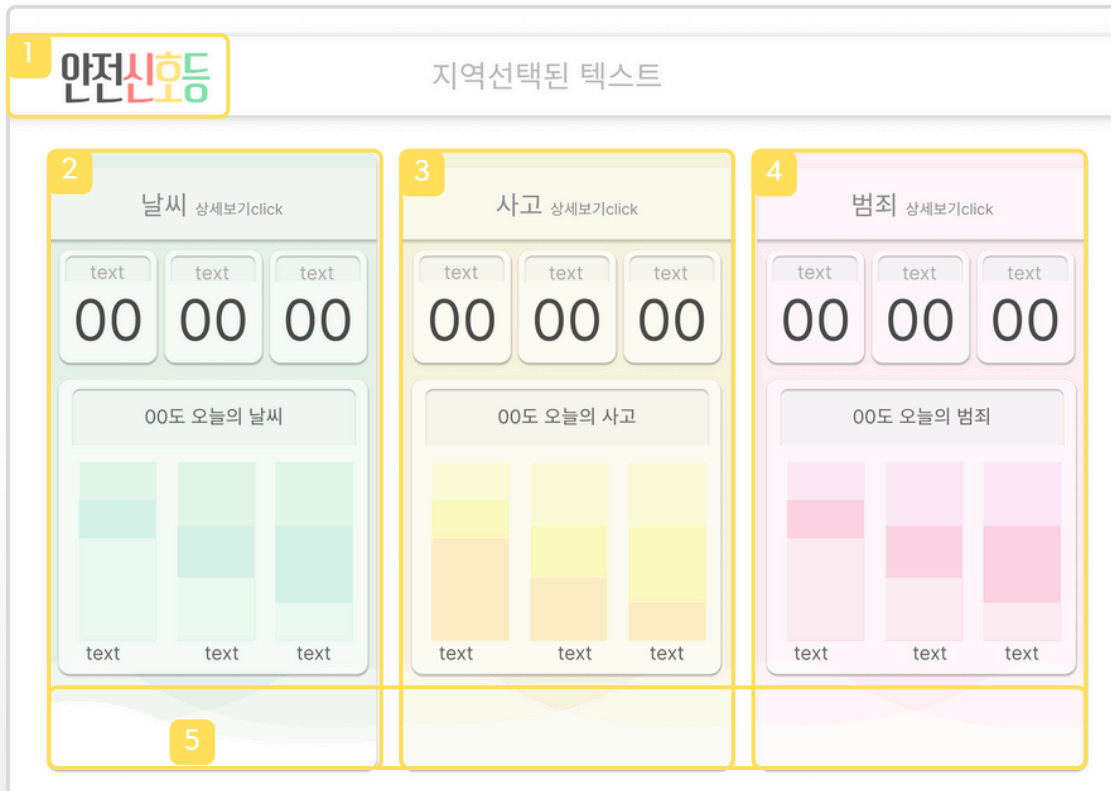 1
안전신호등
지역선택된 텍스트
2
날씨 상세보기click
text text text
00 00 00
00도 오늘의 날씨
text text text
3
사고 상세보기click
text text text
00 00 00
00도 오늘의 사고
text text text
4
범죄 상세보기click
text text text
00 00 00
00도 오늘의 범죄
text text text
5